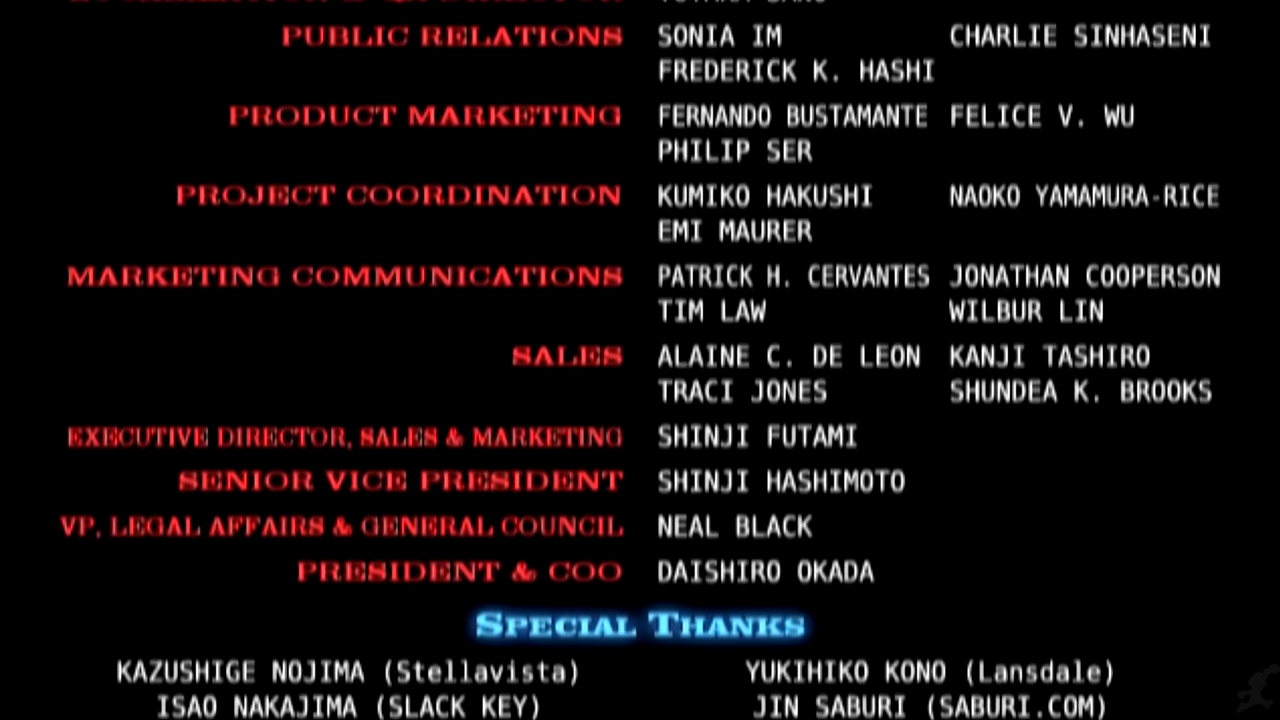 PUBLIC RELATIONS SONIA IM CHARLIE SINHASENI
FREDERICK K. HASHI
PRODUCT MARKETING FERNANDO BUSTAMANTE FELICE V. WU
PHILIP SER
PROJECT COORDINATION KUMIKO HAKUSHI NAOKO YAMAMURA-RICE
EMI MAURER
MARKETING COMMUNICATIONS PATRICK H. CERVANTES JONATHAN COOPERSON
TIM LAW WILBUR LIN
SALES ALAINE C. DE LEON KANJI TASHIRO
TRACI JONES SHUNDEA K. BROOKS
EXECUTIVE DIRECTOR, SALES & MARKETING SHINJI FUTAMI
SENIOR VICE PRESIDENT SHINJI HASHIMOTO
VP, LEGAL AFFAIRS & GENERAL COUNCIL NEAL BLACK
PRESIDENT & COO DAISHIRO OKADA
SPECIAL THANKS
KAZUSHIGE NOJIMA (Stellavista) YUKIHIKO KONO (Lansdale)
ISAO NAKAJIMA (SLACK KEY) JIN SABURI (SABURI.COM)